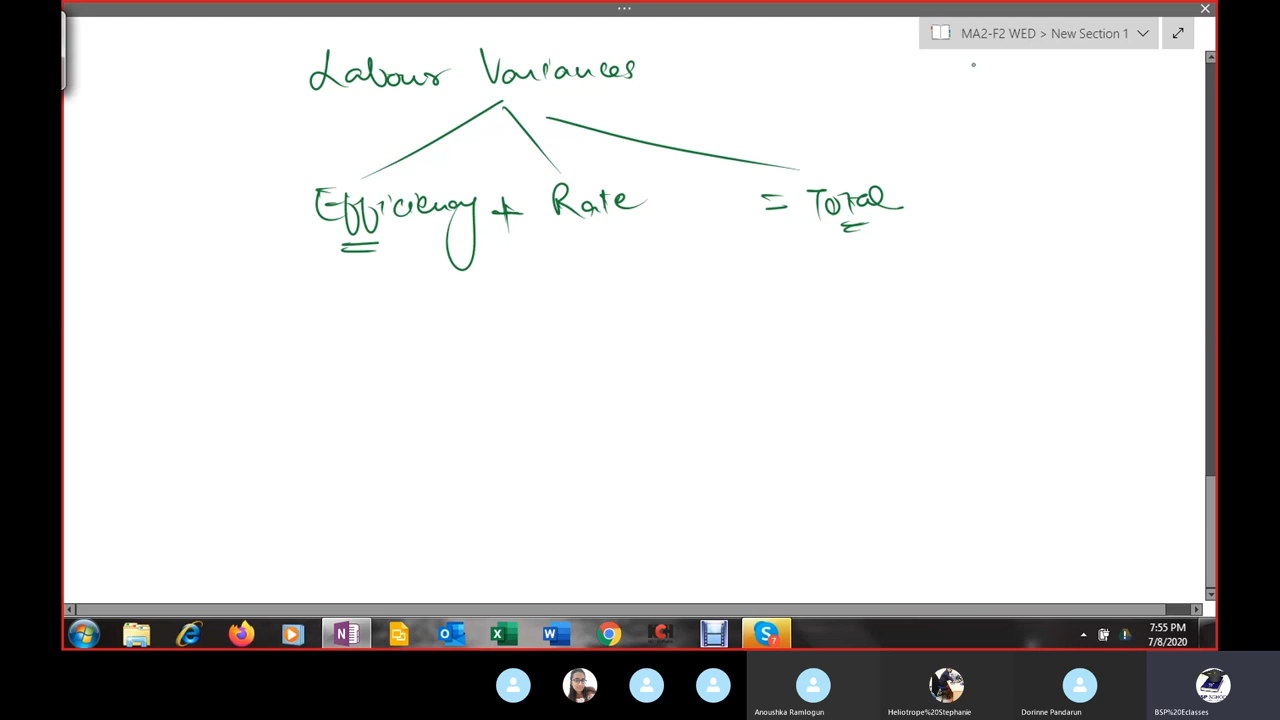 MA2-F2 WED > New Section 1
Labour Variances
Efficiency + Rate = Total
7:55 PM
7/8/2020
Anoushka Ramlogun
Heliotrope%20Stephanie
Dorinne Pandarun
BSP%20Eclasses